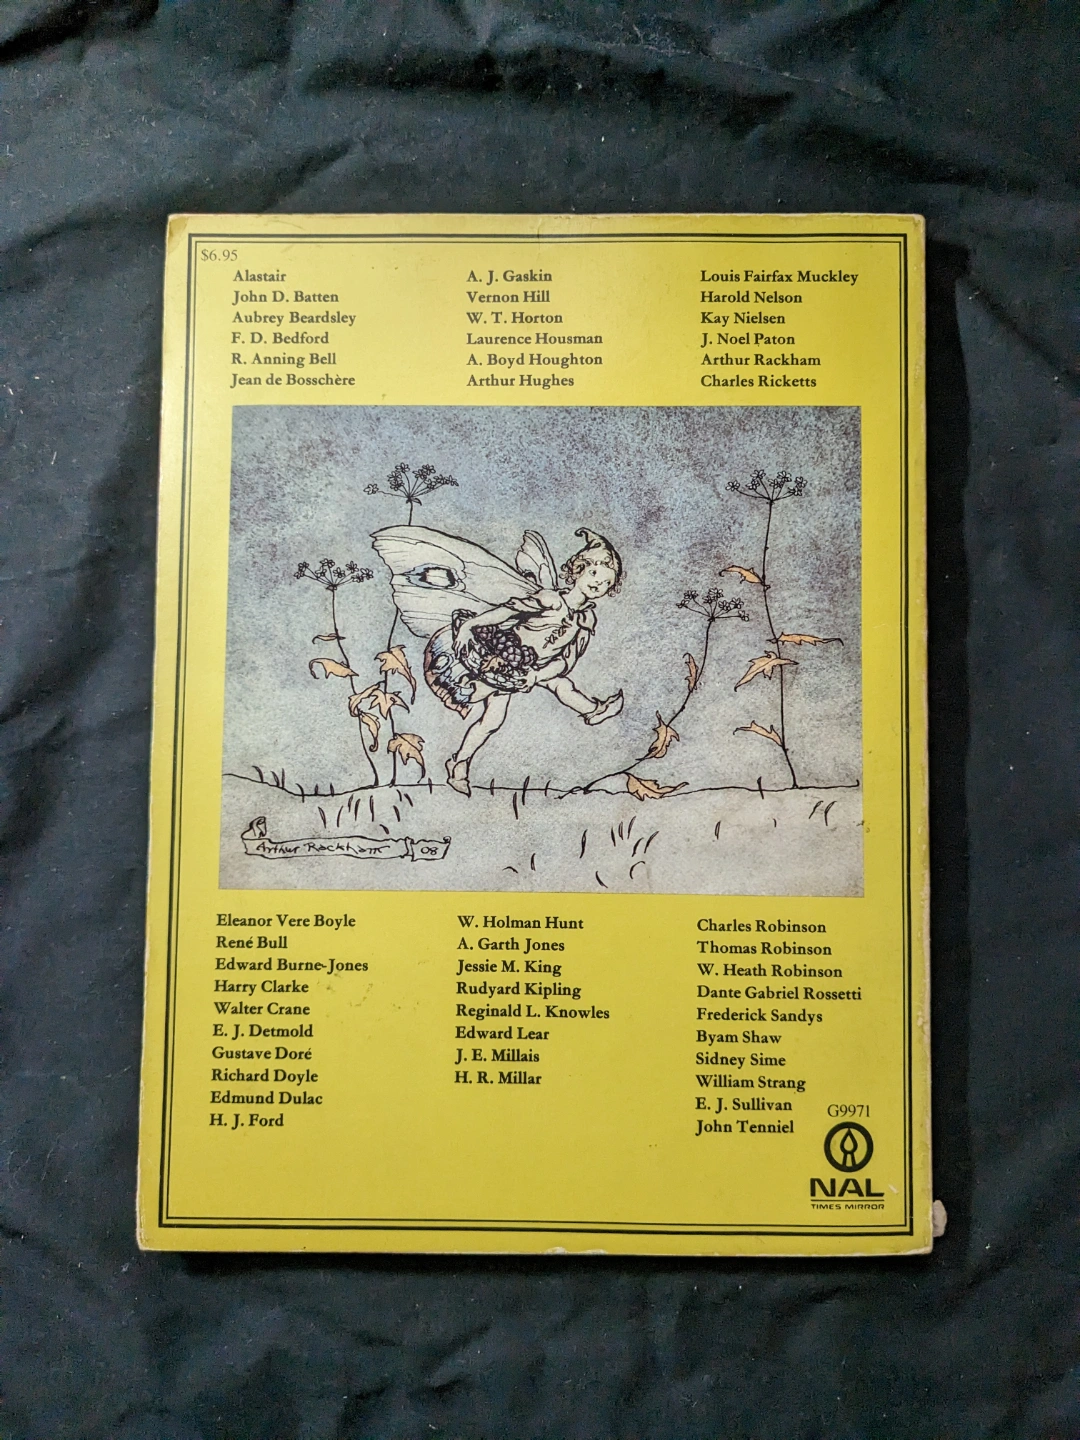 $6.95
Alastair
John D. Batten
Aubrey Beardsley
F. D. Bedford
R. Anning Bell
Jean de Bosschère
A. J. Gaskin
Vernon Hill
W. T. Horton
Laurence Housman
A. Boyd Houghton
Arthur Hughes
Louis Fairfax Muckley
Harold Nelson
Kay Nielsen
J. Noel Paton
Arthur Rackham
Charles Ricketts
Arthur Rackham 08
Eleanor Vere Boyle
René Bull
Edward Burne-Jones
Harry Clarke
Walter Crane
E. J. Detmold
Gustave Doré
Richard Doyle
Edmund Dulac
H. J. Ford
W. Holman Hunt
A. Garth Jones
Jessie M. King
Rudyard Kipling
Reginald L. Knowles
Edward Lear
J. E. Millais
H. R. Millar
Charles Robinson
Thomas Robinson
W. Heath Robinson
Dante Gabriel Rossetti
Frederick Sandys
Byam Shaw
Sidney Sime
William Strang
E. J. Sullivan
John Tenniel
G9971
NAL
TIMES MIRROR